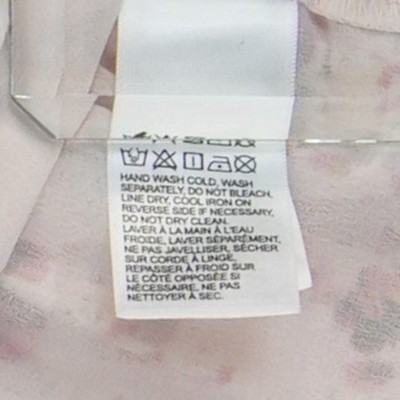 HAND WASH COLD, WASH
SEPARATELY, DO NOT BLEACH,
LINE DRY, COOL IRON ON
REVERSE SIDE IF NECESSARY,
DO NOT DRY CLEAN.
LAVER À LA MAIN À L'EAU
FROIDE, LAVER SÉPARÉMENT,
NE PAS JAVELLISER, SÉCHER
SUR CORDE À LINGE,
REPASSER À FROID SUR
LE CÔTÉ OPPOSÉE SI
NÉCESSAIRE, NE PAS
NETTOYER À SEC.